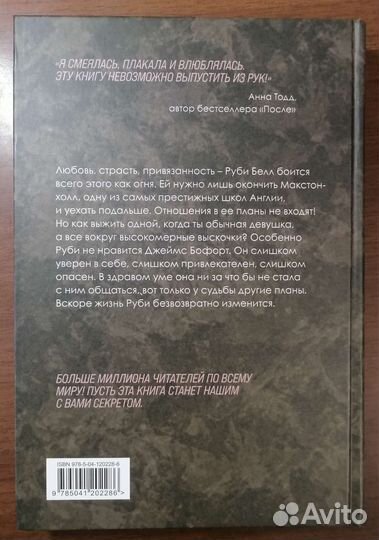 «Я СМЕЯЛАСЬ, ПЛАКАЛА И ВЛЮБЛЯЛАСЬ.
ЭТУ КНИГУ НЕВОЗМОЖНО ВЫПУСТИТЬ ИЗ РУК!»
Анна Тодд,
автор бестселлера «После»
Любовь, страсть, привязанность – Руби Белл боится
всего этого как огня. Ей нужно лишь окончить Макстон-
холл, одну из самых престижных школ Англии,
и уехать подальше. Отношения в ее планы не входят!
Но как выжить одной, когда ты обычная девушка,
а все вокруг высокомерные выскочки? Особенно
Руби не нравится Джеймс Бофорт. Он слишком
уверен в себе, слишком привлекателен, слишком
опасен. В здравом уме она ни за что бы не стала
с ним общаться, вот только у судьбы другие планы.
Вскоре жизнь Руби безвозвратно изменится.
БОЛЬШЕ МИЛЛИОНА ЧИТАТЕЛЕЙ ПО ВСЕМУ
МИРУ! ПУСТЬ ЭТА КНИГА СТАНЕТ НАШИМ
С ВАМИ СЕКРЕТОМ.
ISBN 978-5-04-120228-6
9 785041 202286 >
Avito